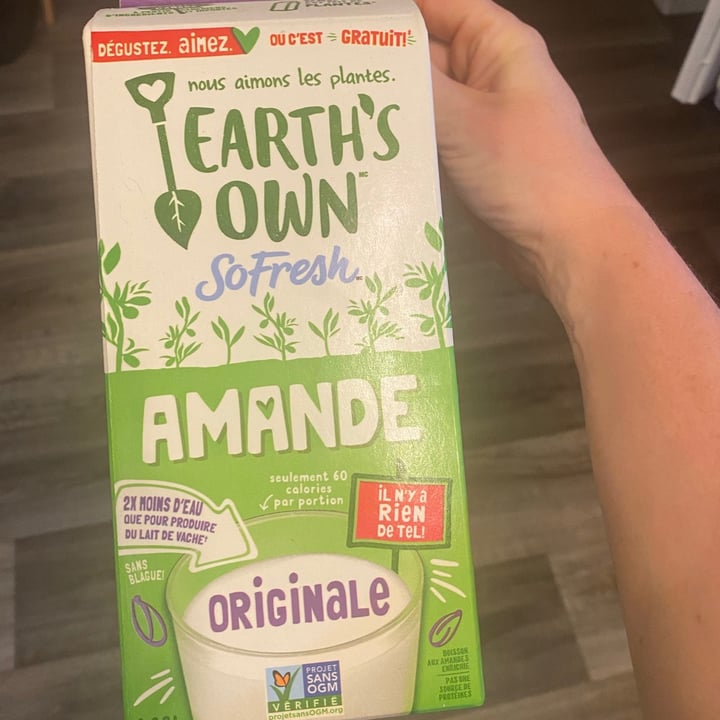 DÉGUSTEZ. aimez. OÙ C'EST GRATUIT!
nous aimons les plantes.
EARTH'S
OWN MC
SoFresh MC
AMANDE
seulement 60
calories
par portion
2X MOINS D'EAU
QUE POUR PRODUIRE
DU LAIT DE VACHE!
SANS
BLAGUE!
iL N'Y a
RieN
De TeL!
ORiGiNaLe
PROJET
SANS
OGM
VÉRIFIÉ
projetsansOGM.org
BOISSON
AUX AMANDES
ENRICHIE
PAS UNE
SOURCE DE
PROTÉINES